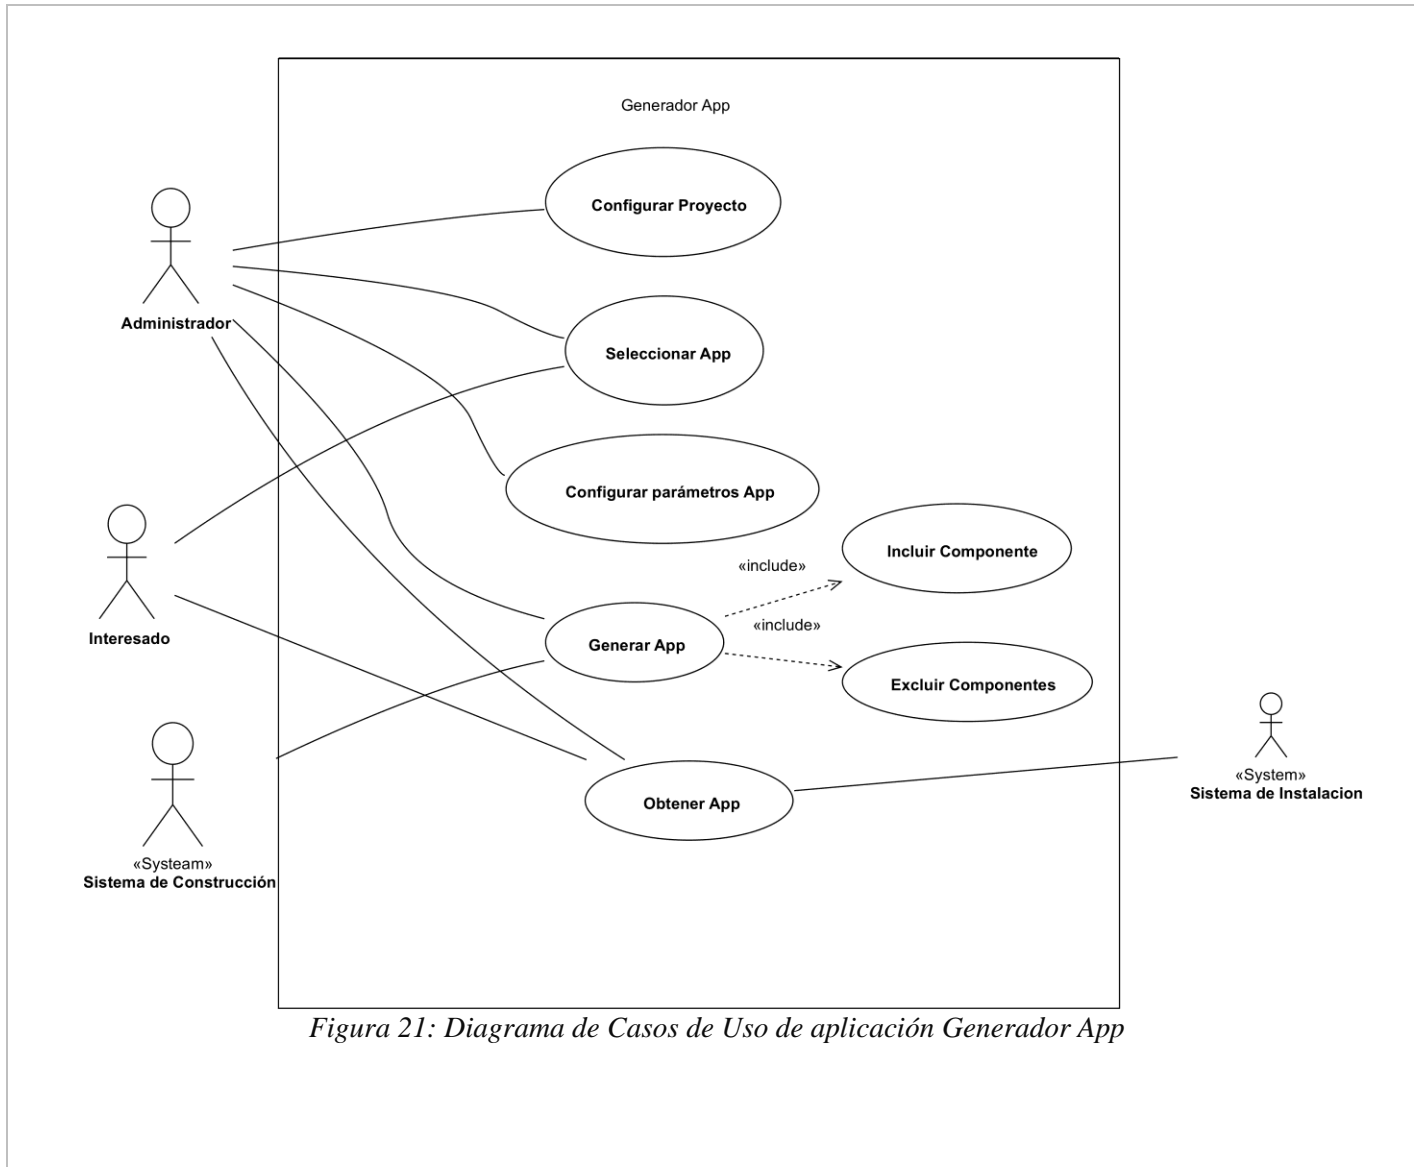 Generador App
Configurar Proyecto
Administrador
Seleccionar App
Configurar parámetros App
Incluir Componente
«include»
Interesado
«include»
Generar App
Excluir Componentes
«System»
Sistema de Instalacion
Obtener App
«Systeam»
Sistema de Construcción
Figura 21: Diagrama de Casos de Uso de aplicación Generador App